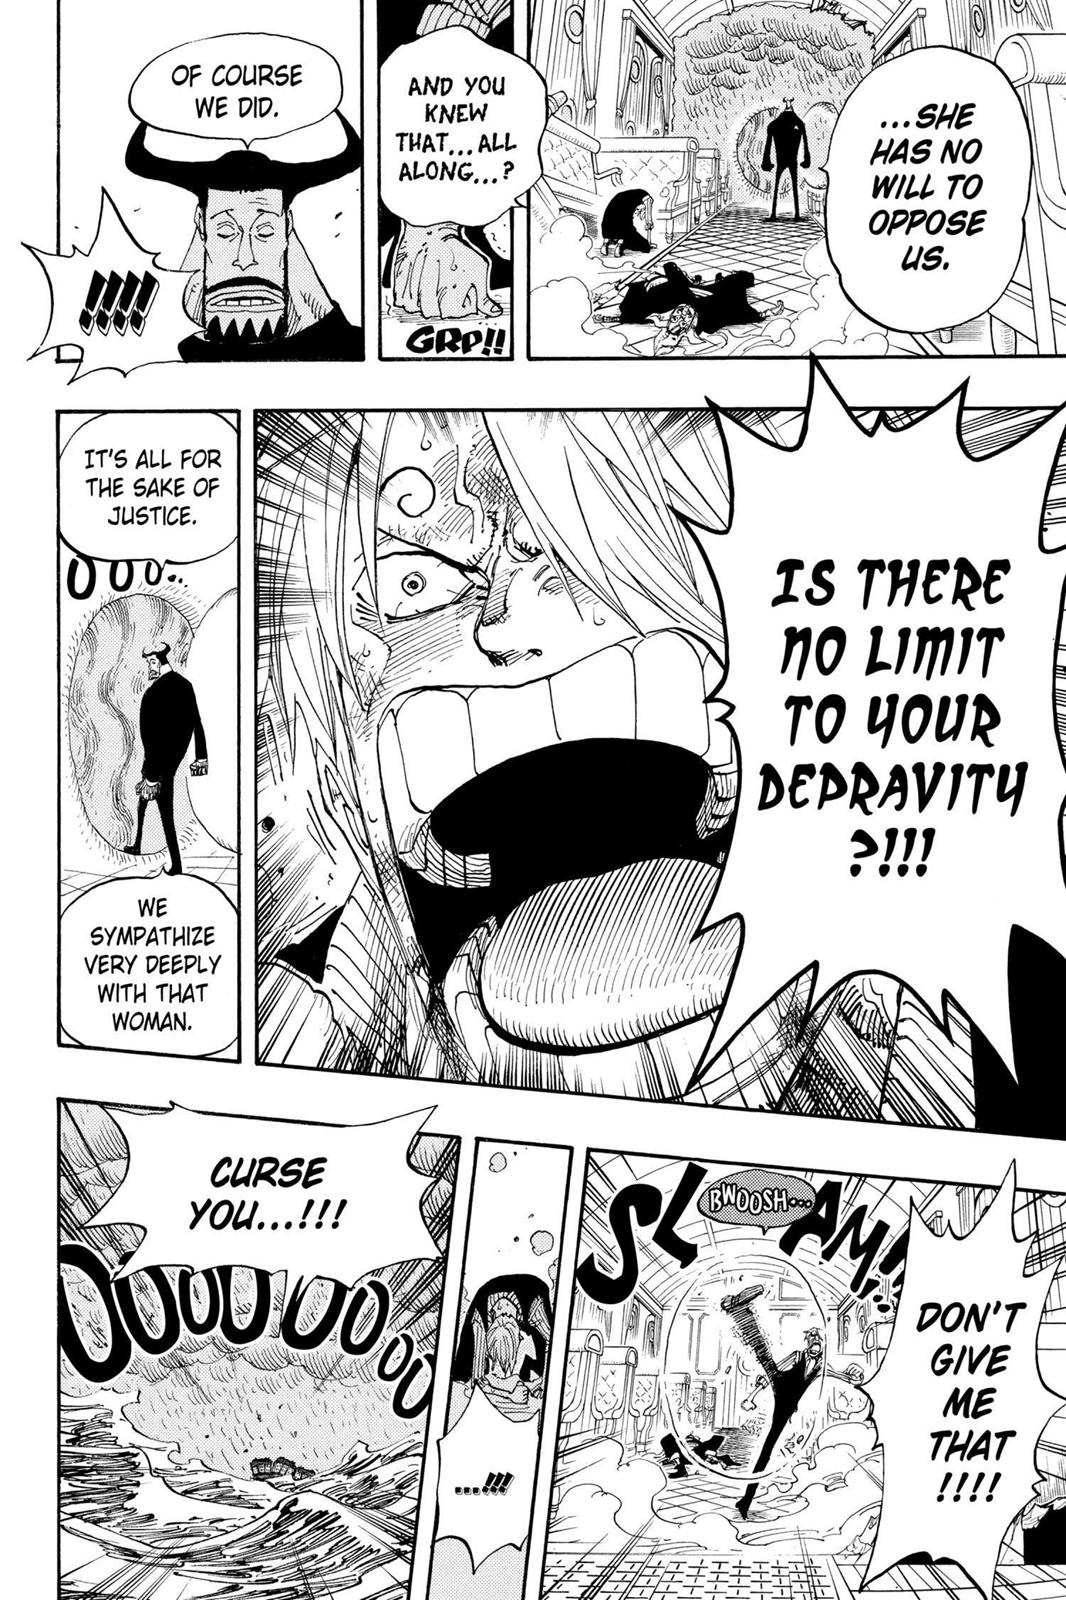 ...SHE
HAS NO
WILL TO
OPPOSE
US.
AND YOU
KNEW
THAT...ALL
ALONG...?
GRP!!
OF COURSE
WE DID.
!!!!
IS THERE
NO LIMIT
TO YOUR
DEPRAVITY
?!!!
IT'S ALL FOR
THE SAKE OF
JUSTICE.
OOO...
WE
SYMPATHIZE
VERY DEEPLY
WITH THAT
WOMAN.
DON'T
GIVE
ME
THAT
!!!!
SLAM!!
BWOOSH...
...!!!
CURSE
YOU...!!!
OOOOOOOOO